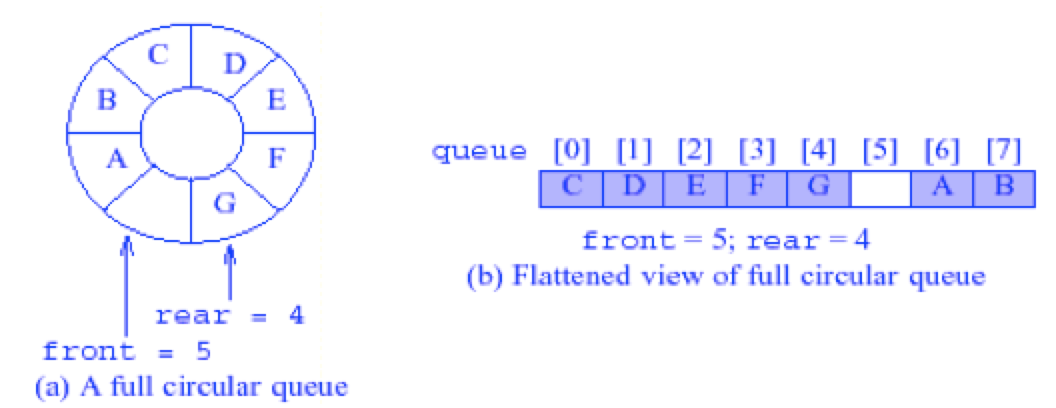 C
D
B
E
A
F
G
rear = 4
front = 5
(a) A full circular queue
queue [0] [1] [2] [3] [4] [5] [6] [7]
C D E F G A B
front = 5; rear = 4
(b) Flattened view of full circular queue